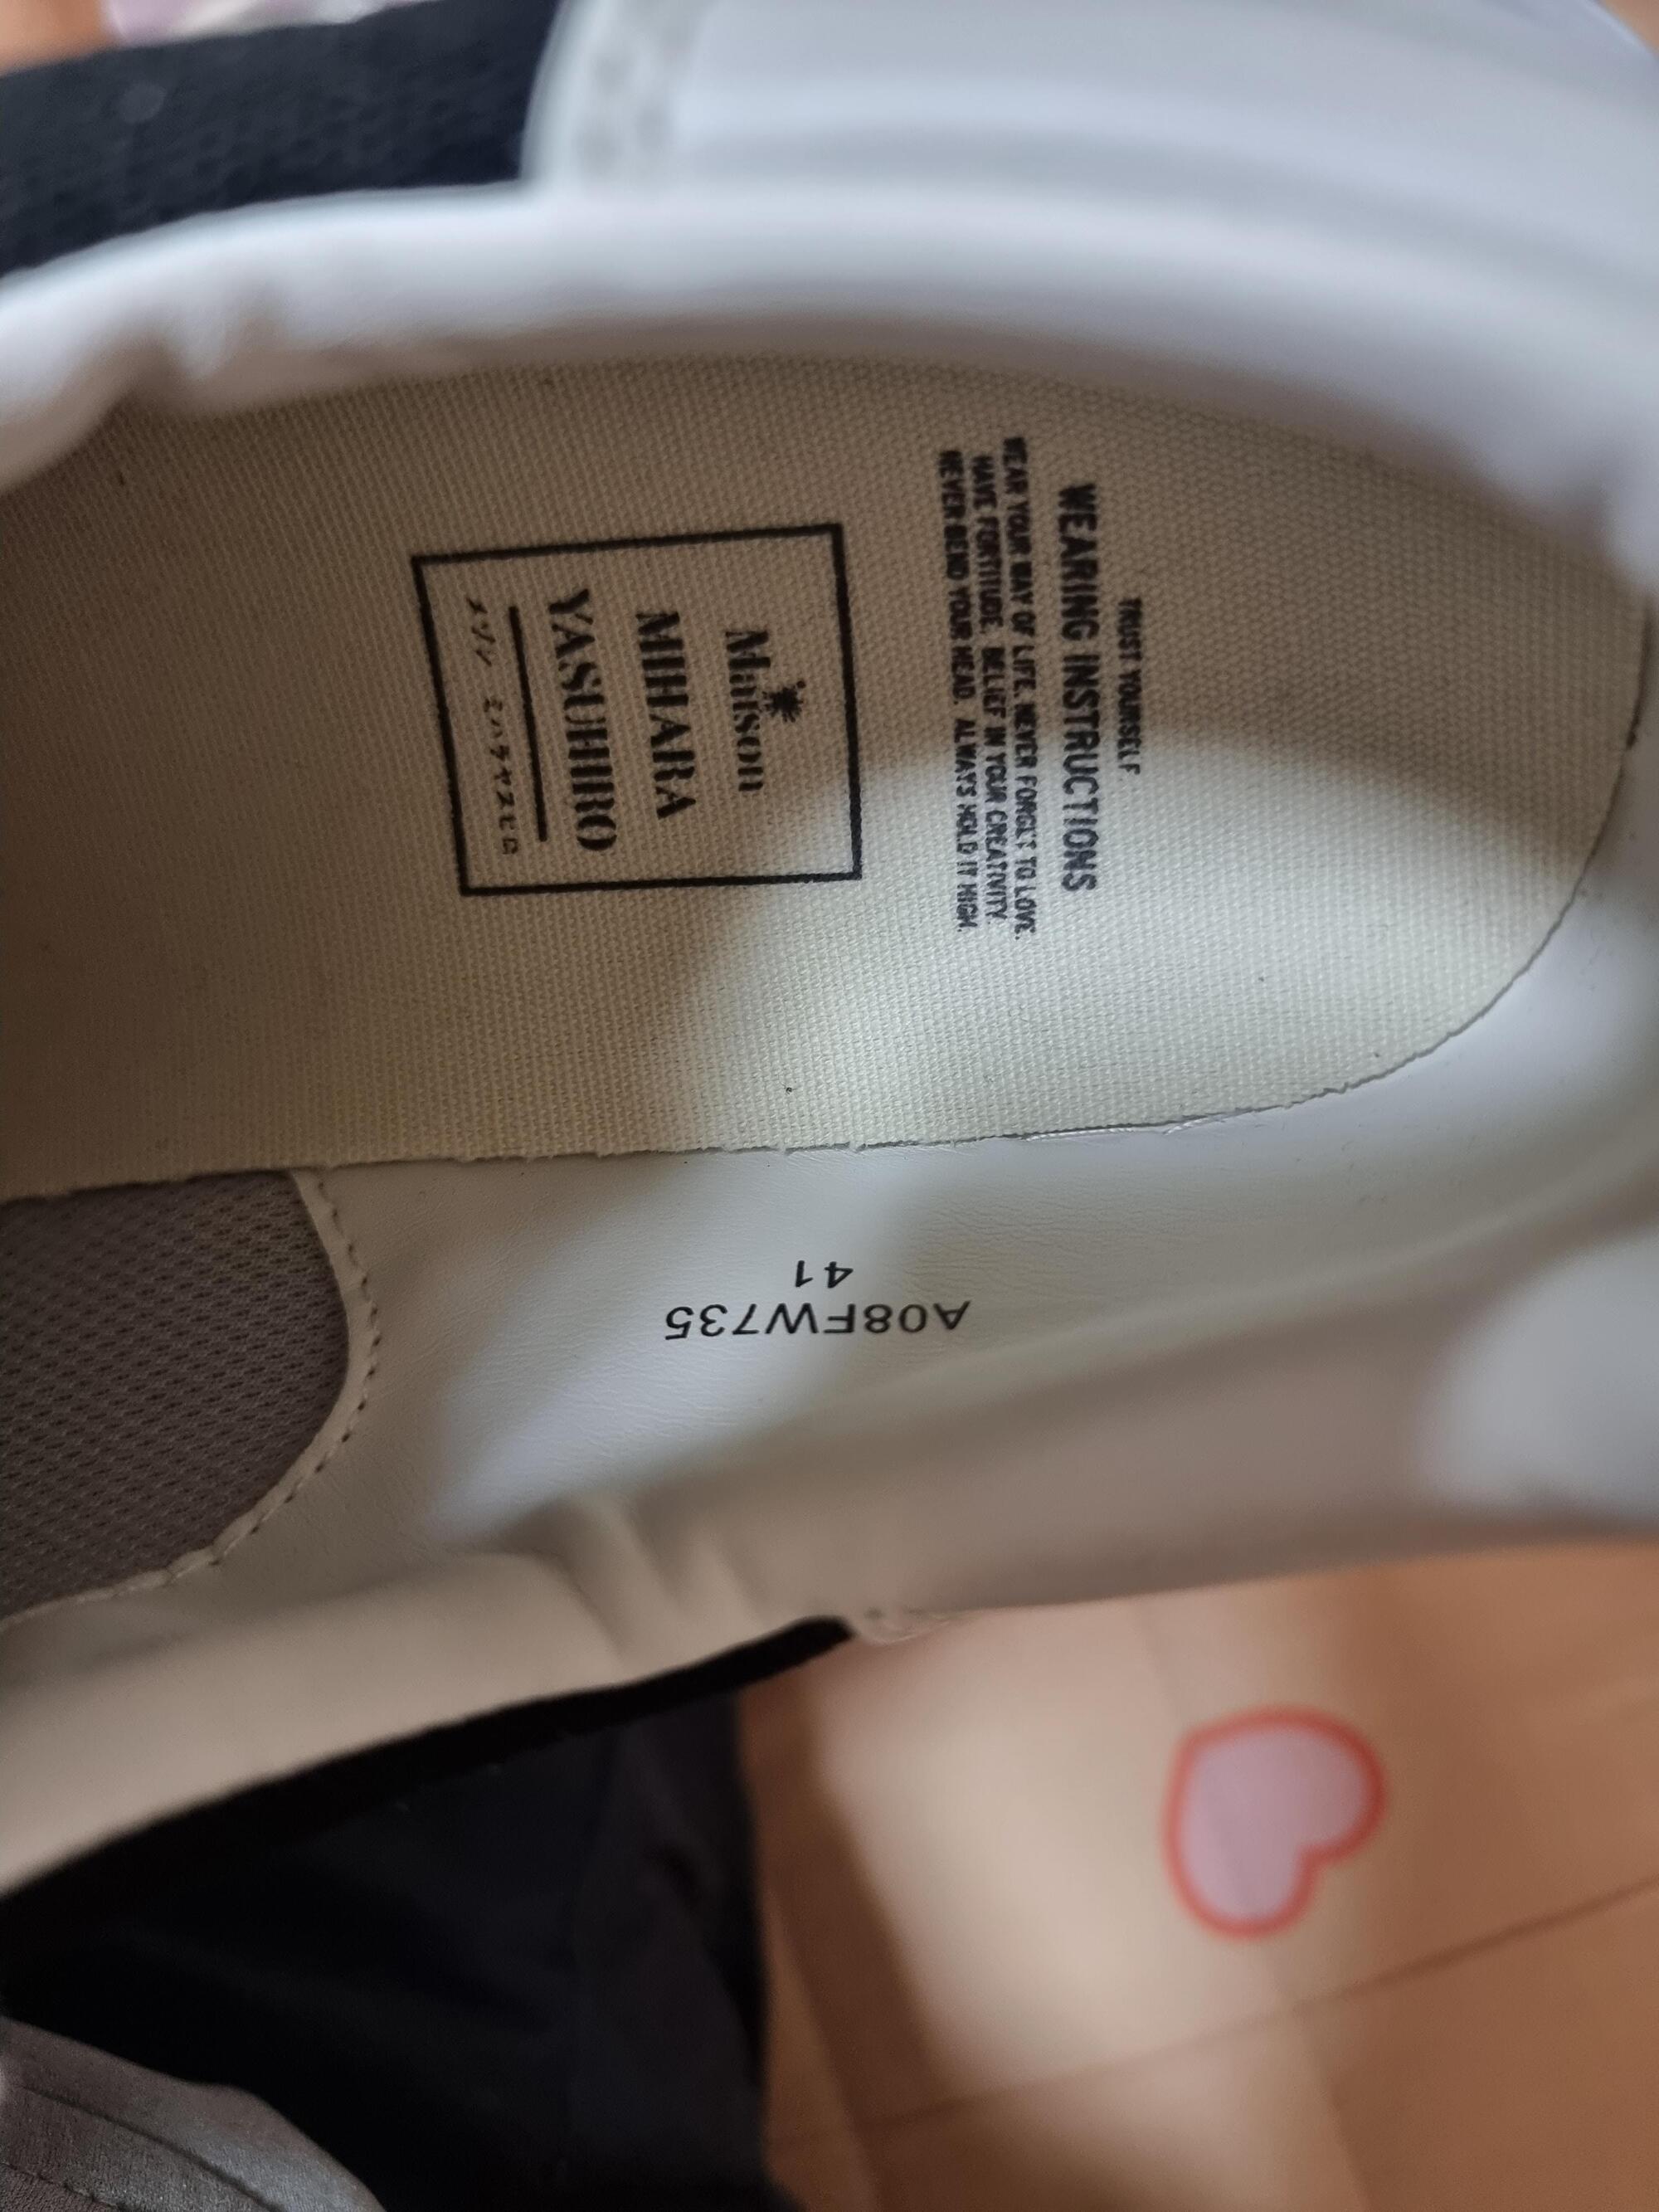 TRUST YOURSELF
WEARING INSTRUCTIONS
WEAR YOUR WAY OF LIFE, NEVER FORGET TO LOVE.
HAVE FORTITUDE. BELIEF IN YOUR CREATIVITY.
NEVER BEND YOUR HEAD. ALWAYS HOLD IT HIGH.
Maison
MIHARA
YASUHIRO
メゾン ミハラヤスヒロ
A08FW735
41